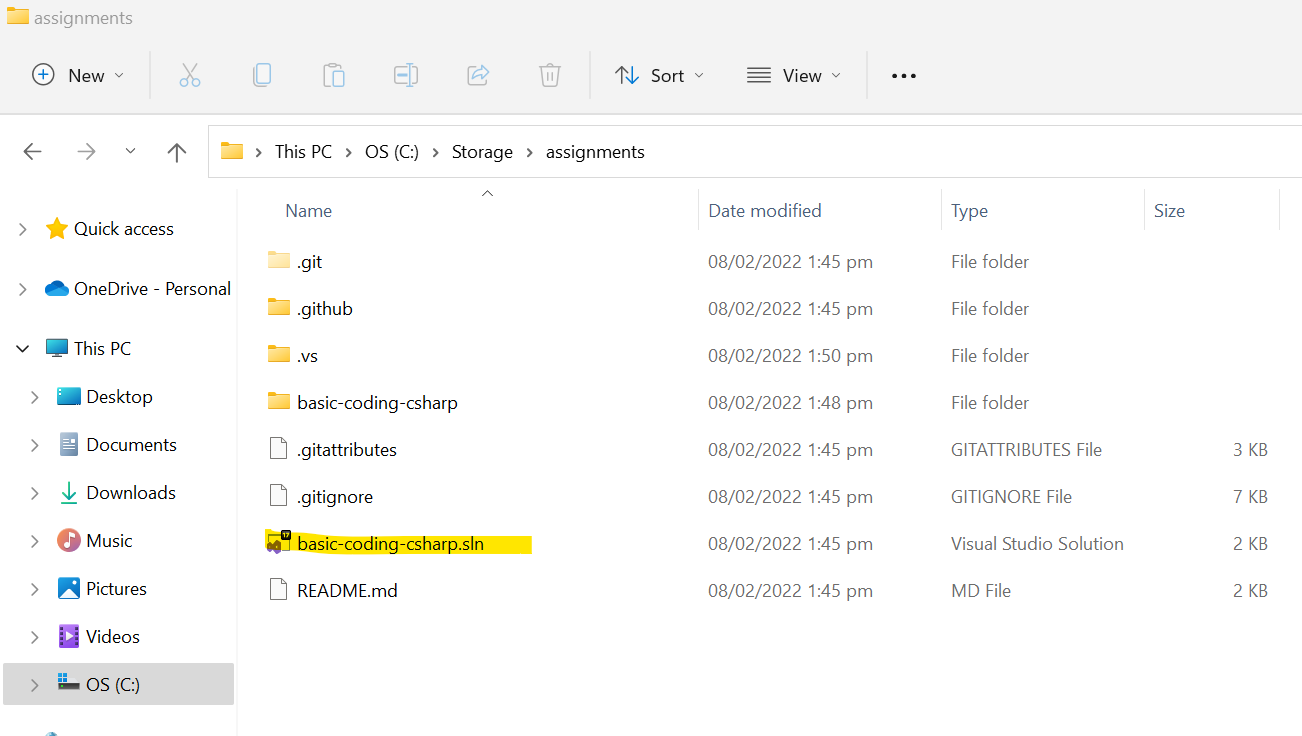 assignments
New
Sort
View
This PC
OS (C:)
Storage
assignments
Name
Date modified
Type
Size
Quick access
OneDrive - Personal
This PC
Desktop
Documents
Downloads
Music
Pictures
Videos
OS (C:)
.git 08/02/2022 1:45 pm File folder
.github 08/02/2022 1:45 pm File folder
.vs 08/02/2022 1:50 pm File folder
basic-coding-csharp 08/02/2022 1:48 pm File folder
.gitattributes 08/02/2022 1:45 pm GITATTRIBUTES File 3 KB
.gitignore 08/02/2022 1:45 pm GITIGNORE File 7 KB
17
basic-coding-csharp.sln 08/02/2022 1:45 pm Visual Studio Solution 2 KB
README.md 08/02/2022 1:45 pm MD File 2 KB